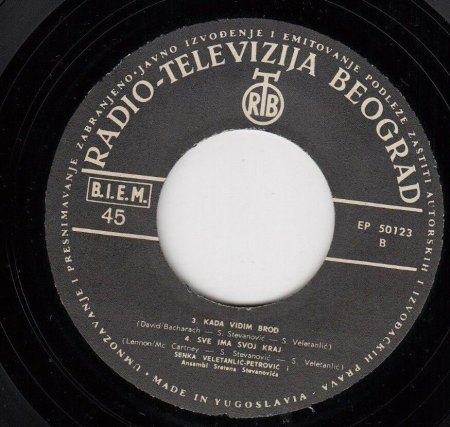 UMNOŽAVANJE I PRESNIMAVANJE ZABRANJENO • JAVNO IZVOĐENJE I EMITOVANJE PODLEŽE ZAŠTITI AUTORSKIH I IZVOĐAČKIH PRAVA •
RADIO-TELEVIZIJA BEOGRAD
RTB
B.I.E.M.
45
EP 50123
B
3. KADA VIDIM BROD
(David/Bacharach — S. Stevanović — S. Veletanlić)
4. SVE IMA SVOJ KRAJ
(Lennon/Mc Cartney — S. Stevanović — S. Veletanlić)
SENKA VELETANLIĆ-PETROVIĆ i
Ansambl Sretena Stevanovića
MADE IN YUGOSLAVIA •